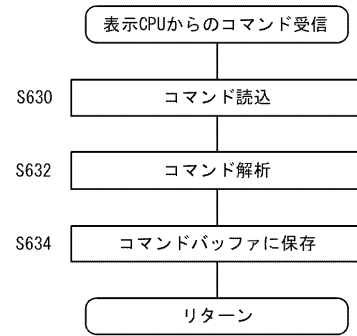 表示CPUからのコマンド受信
S630 コマンド読込
S632 コマンド解析
S634 コマンドバッファに保存
リターン